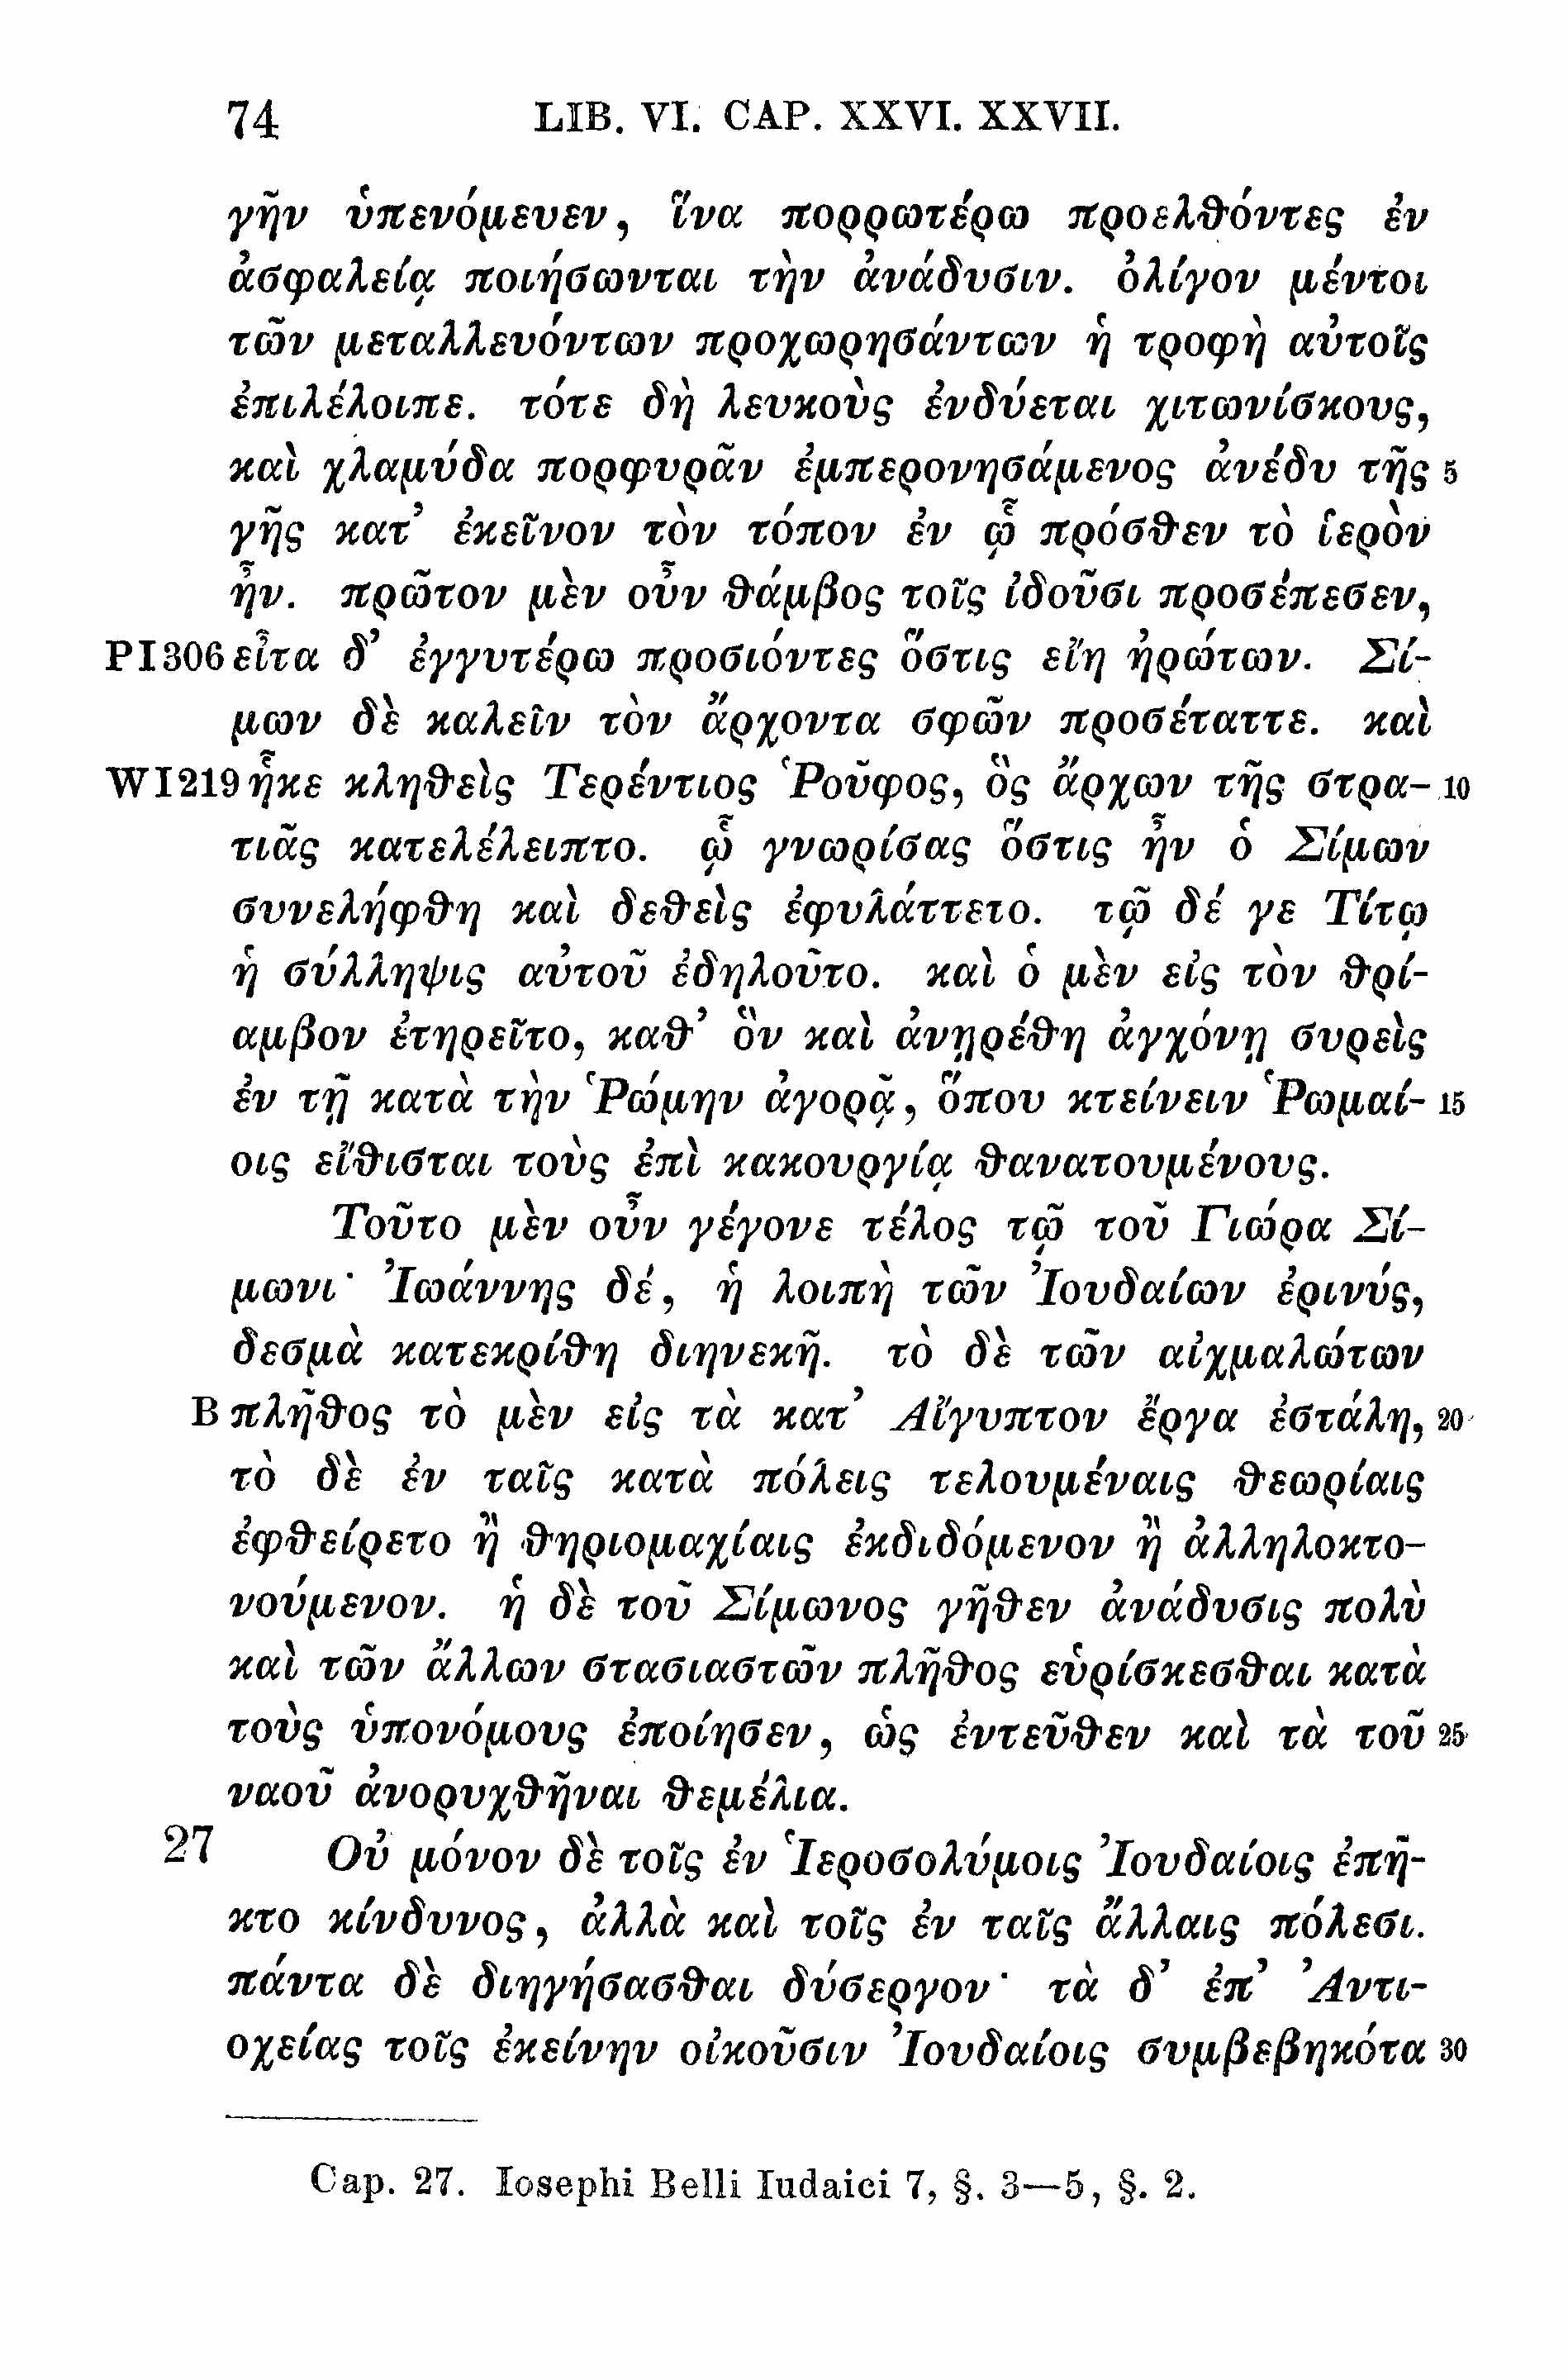 74 LIB. VI. CAP. XXVI. XXVII.
γῆν ὑπενόμευεν, ἵνα πορρωτέρω προελθόντες ἐν
ἀσφαλείᾳ ποιήσωνται τὴν ἀνάδυσιν. ὀλίγον μέντοι
τῶν μεταλλευόντων προχωρησάντων ἡ τροφὴ αὐτοῖς
ἐπιλέλοιπε. τότε δὴ λευκοὺς ἐνδύεται χιτωνίσκους,
καὶ χλαμύδα πορφυρᾶν ἐμπερονησάμενος ἀνέδυ τῆς 5
γῆς κατ᾽ ἐκεῖνον τὸν τόπον ἐν ᾧ πρόσθεν τὸ ἱερὸν
ἦν. πρῶτον μὲν οὖν θάμβος τοῖς ἰδοῦσι προσέπεσεν,
PI306 εἶτα δ᾽ ἐγγυτέρω προσιόντες ὅστις εἴη ἠρώτων. Σί-
μων δὲ καλεῖν τὸν ἄρχοντα σφῶν προσέταττε. καὶ
WI219 ἧκε κληθεὶς Τερέντιος Ῥοῦφος, ὃς ἄρχων τῆς στρα- 10
τιᾶς κατελέλειπτο. ᾧ γνωρίσας ὅστις ἦν ὁ Σίμων
συνελήφθη καὶ δεθεὶς ἐφυλάττετο. τῷ δέ γε Τίτῳ
ἡ σύλληψις αὐτοῦ ἐδηλοῦτο. καὶ ὁ μὲν εἰς τὸν θρί-
αμβον ἐτηρεῖτο, καθ᾽ ὃν καὶ ἀνῃρέθη ἀγχόνῃ συρεὶς
ἐν τῇ κατὰ τὴν Ῥώμην ἀγορᾷ, ὅπου κτείνειν Ῥωμαί- 15
οις εἴθισται τοὺς ἐπὶ κακουργίᾳ θανατουμένους.
Τοῦτο μὲν οὖν γέγονε τέλος τῷ τοῦ Γιώρα Σί-
μωνι· Ἰωάννης δέ, ἡ λοιπὴ τῶν Ἰουδαίων ἐρινύς,
δεσμὰ κατεκρίθη διηνεκῆ. τὸ δὲ τῶν αἰχμαλώτων
B πλῆθος τὸ μὲν εἰς τὰ κατ᾽ Αἴγυπτον ἔργα ἐστάλη, 20
τὸ δὲ ἐν ταῖς κατὰ πόλεις τελουμέναις θεωρίαις
ἐφθείρετο ἢ θηριομαχίαις ἐκδιδόμενον ἢ ἀλληλοκτο-
νούμενον. ἡ δὲ τοῦ Σίμωνος γῆθεν ἀνάδυσις πολὺ
καὶ τῶν ἄλλων στασιαστῶν πλῆθος εὑρίσκεσθαι κατὰ
τοὺς ὑπονόμους ἐποίησεν, ὡς ἐντεῦθεν καὶ τὰ τοῦ 25
ναοῦ ἀνορυχθῆναι θεμέλια.
27 Οὐ μόνον δὲ τοῖς ἐν Ἱεροσολύμοις Ἰουδαίοις ἐπῆ-
κτο κίνδυνος, ἀλλὰ καὶ τοῖς ἐν ταῖς ἄλλαις πόλεσι.
πάντα δὲ διηγήσασθαι δύσεργον· τὰ δ᾽ ἐπ᾽ Ἀντι-
οχείας τοῖς ἐκείνην οἰκοῦσιν Ἰουδαίοις συμβεβηκότα 30
Cap. 27. Iosephi Belli Iudaici 7, §. 3—5, §. 2.